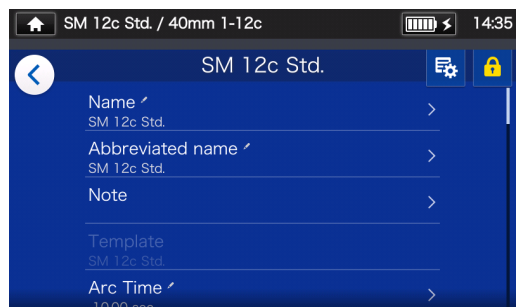 SM 12c Std. / 40mm 1-12c
14:35
SM 12c Std.
Name
SM 12c Std.
Abbreviated name
SM 12c Std.
Note
Template
SM 12c Std.
Arc Time